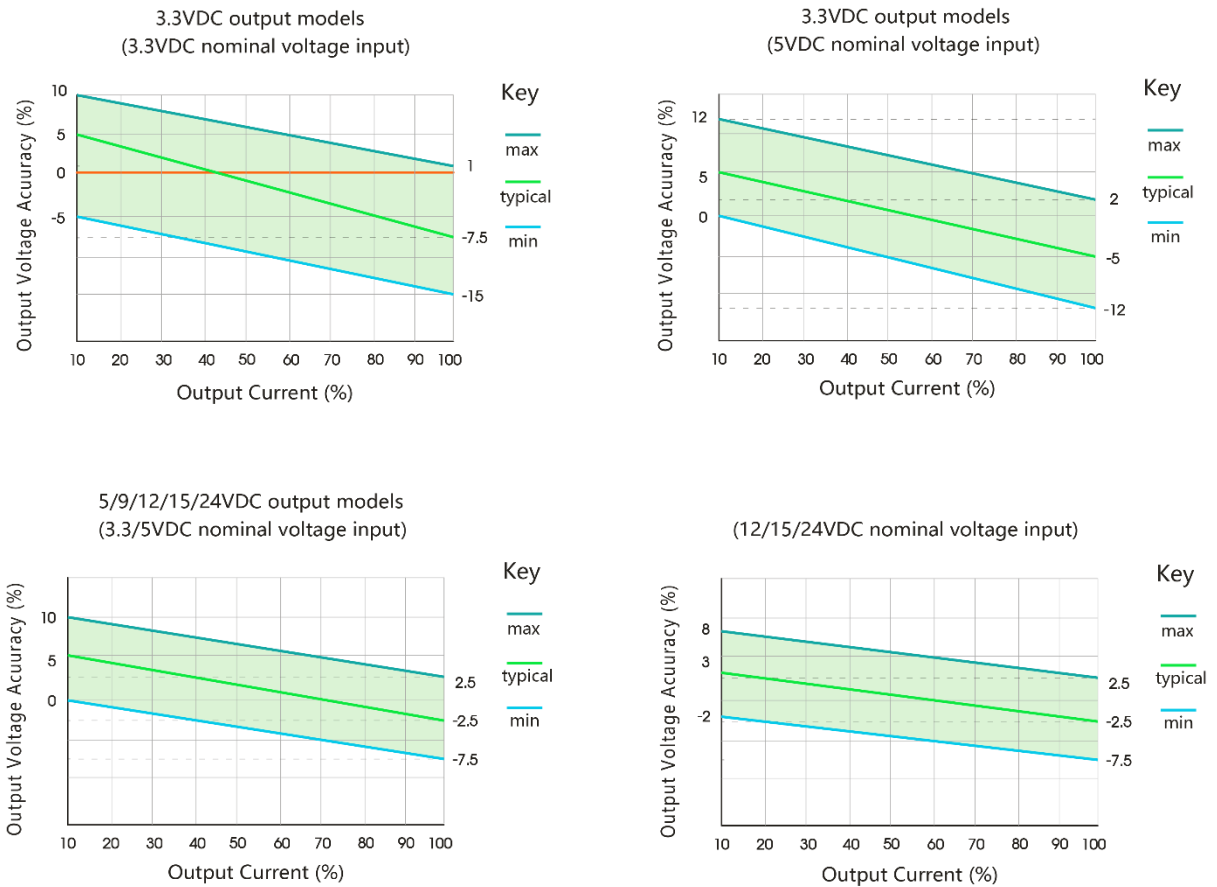 3.3VDC output models
(3.3VDC nominal voltage input)
Output Voltage Acuuracy (%)
10
5
0
-5
1
-7.5
-15
10 20 30 40 50 60 70 80 90 100
Output Current (%)
Key
max
typical
min
3.3VDC output models
(5VDC nominal voltage input)
Output Voltage Acuuracy (%)
12
5
0
2
-5
-12
10 20 30 40 50 60 70 80 90 100
Output Current (%)
Key
max
typical
min
5/9/12/15/24VDC output models
(3.3/5VDC nominal voltage input)
Output Voltage Acuuracy (%)
10
5
0
2.5
-2.5
-7.5
10 20 30 40 50 60 70 80 90 100
Output Current (%)
Key
max
typical
min
(12/15/24VDC nominal voltage input)
Output Voltage Acuuracy (%)
8
3
-2
2.5
-2.5
-7.5
10 20 30 40 50 60 70 80 90 100
Output Current (%)
Key
max
typical
min